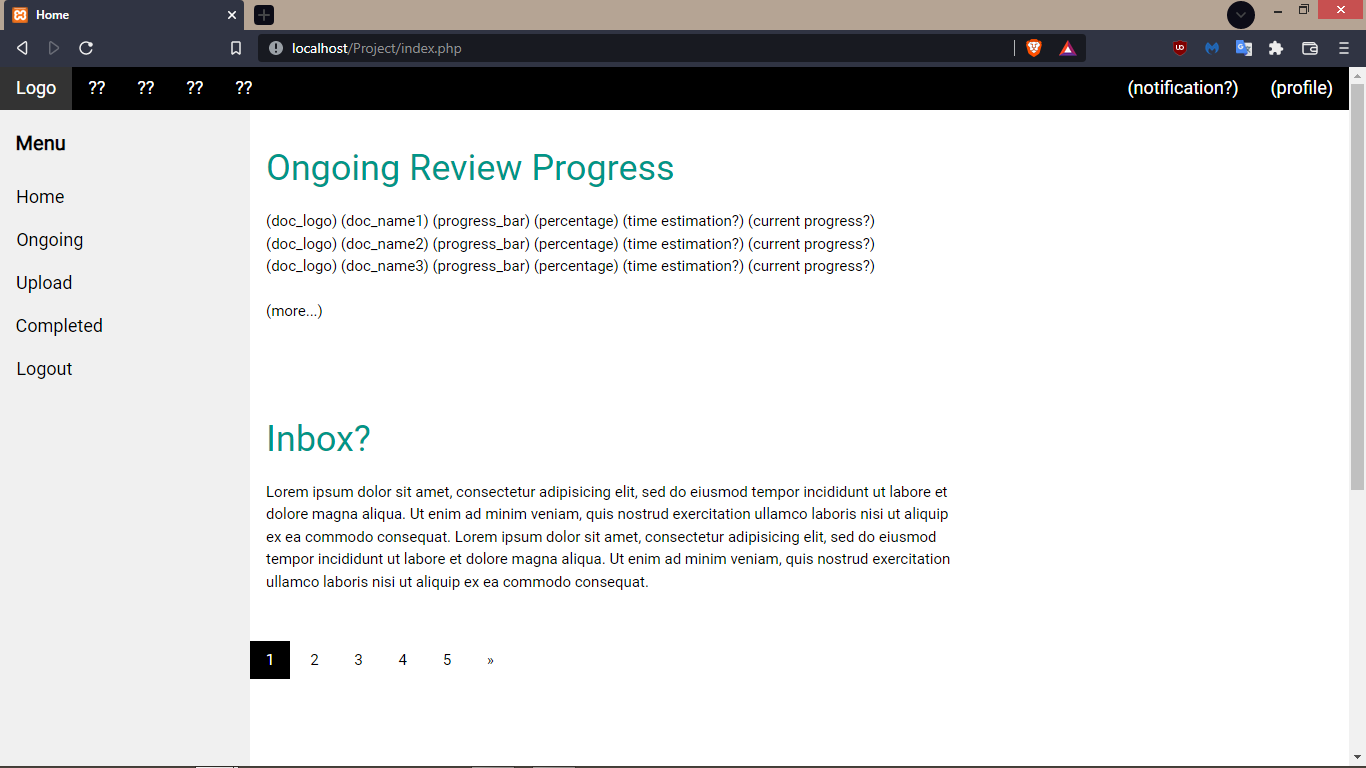 Home
localhost/Project/index.php
Logo ?? ?? ?? ?? (notification?) (profile)
Menu
Home
Ongoing
Upload
Completed
Logout
Ongoing Review Progress
(doc_logo) (doc_name1) (progress_bar) (percentage) (time estimation?) (current progress?)
(doc_logo) (doc_name2) (progress_bar) (percentage) (time estimation?) (current progress?)
(doc_logo) (doc_name3) (progress_bar) (percentage) (time estimation?) (current progress?)
(more...)
Inbox?
Lorem ipsum dolor sit amet, consectetur adipisicing elit, sed do eiusmod tempor incididunt ut labore et
dolore magna aliqua. Ut enim ad minim veniam, quis nostrud exercitation ullamco laboris nisi ut aliquip
ex ea commodo consequat. Lorem ipsum dolor sit amet, consectetur adipisicing elit, sed do eiusmod
tempor incididunt ut labore et dolore magna aliqua. Ut enim ad minim veniam, quis nostrud exercitation
ullamco laboris nisi ut aliquip ex ea commodo consequat.
1 2 3 4 5 »